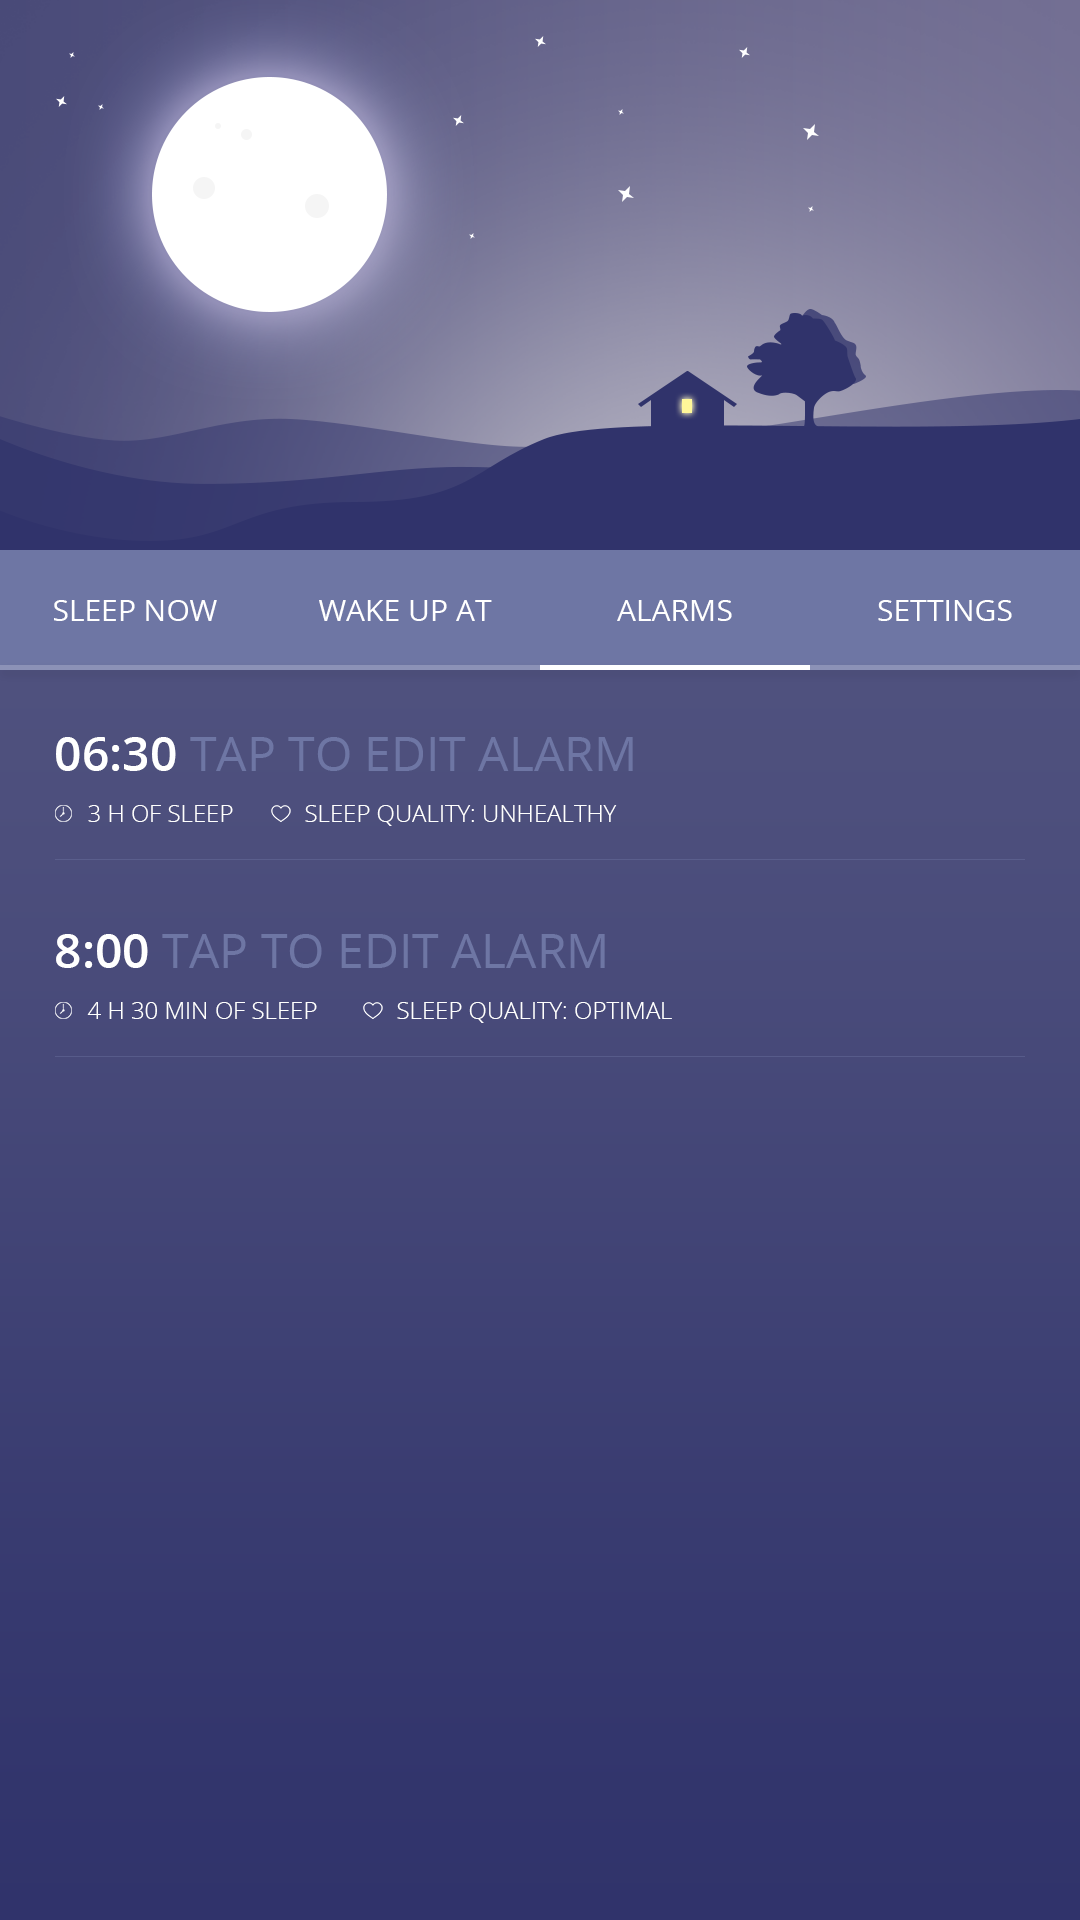 SLEEP NOW WAKE UP AT ALARMS SETTINGS
06:30 TAP TO EDIT ALARM
3 H OF SLEEP SLEEP QUALITY: UNHEALTHY
8:00 TAP TO EDIT ALARM
4 H 30 MIN OF SLEEP SLEEP QUALITY: OPTIMAL